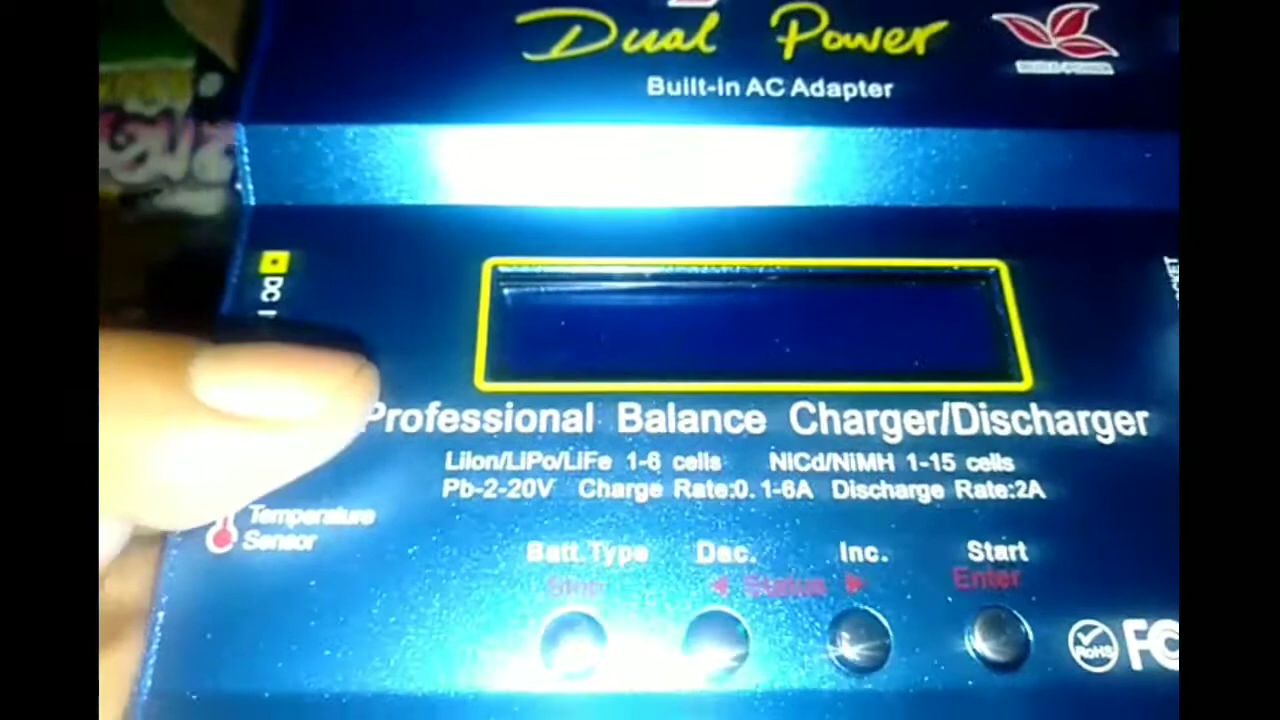 Dual Power
Built-in AC Adapter
DC
Professional Balance Charger/Discharger
LiIon/LiPo/LiFe 1-6 cells NiCd/NiMH 1-15 cells
Pb-2-20V Charge Rate:0.1-6A Discharge Rate:2A
Temperature
Sensor
Batt.Type Dec. Inc. Start
Stop ◀ Status ▶ Enter
RoHS FC